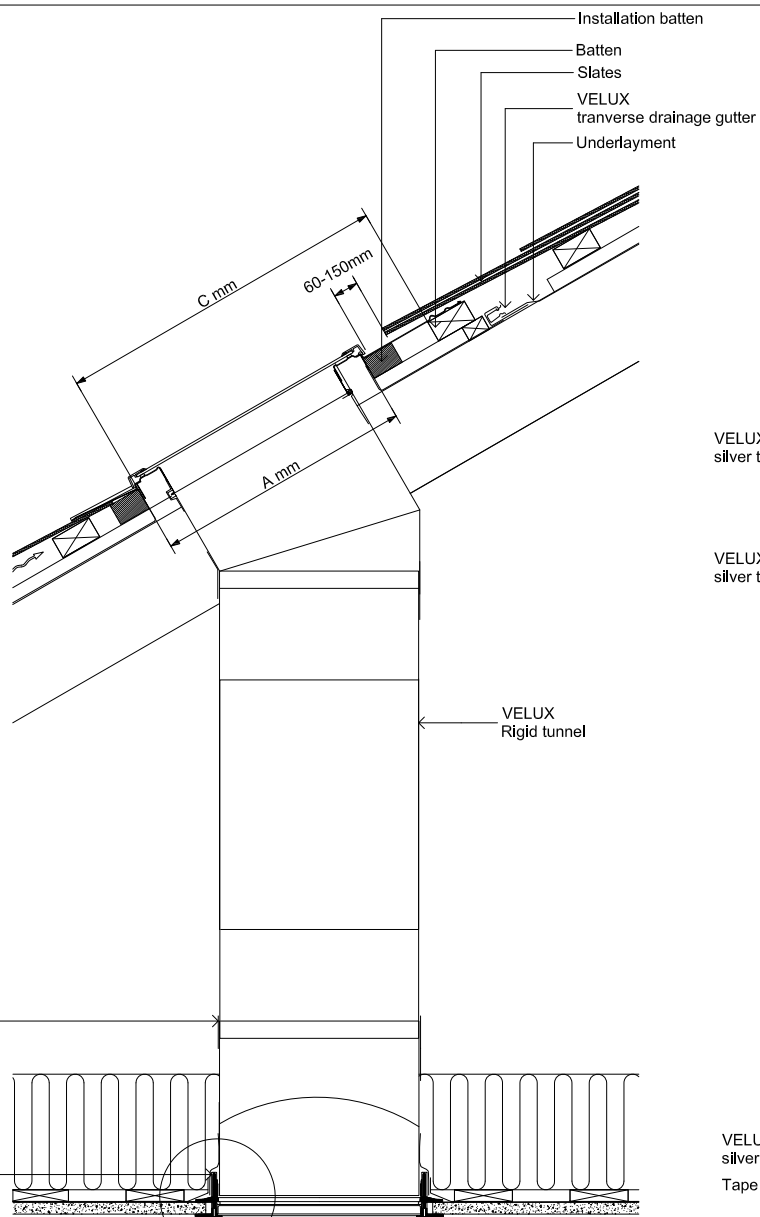 Installation batten
Batten
Slates
VELUX
tranverse drainage gutter
Underlayment
C mm
60-150mm
A mm
VELUX
silver t
VELUX
silver t
VELUX
Rigid tunnel
VELU
silver
Tape